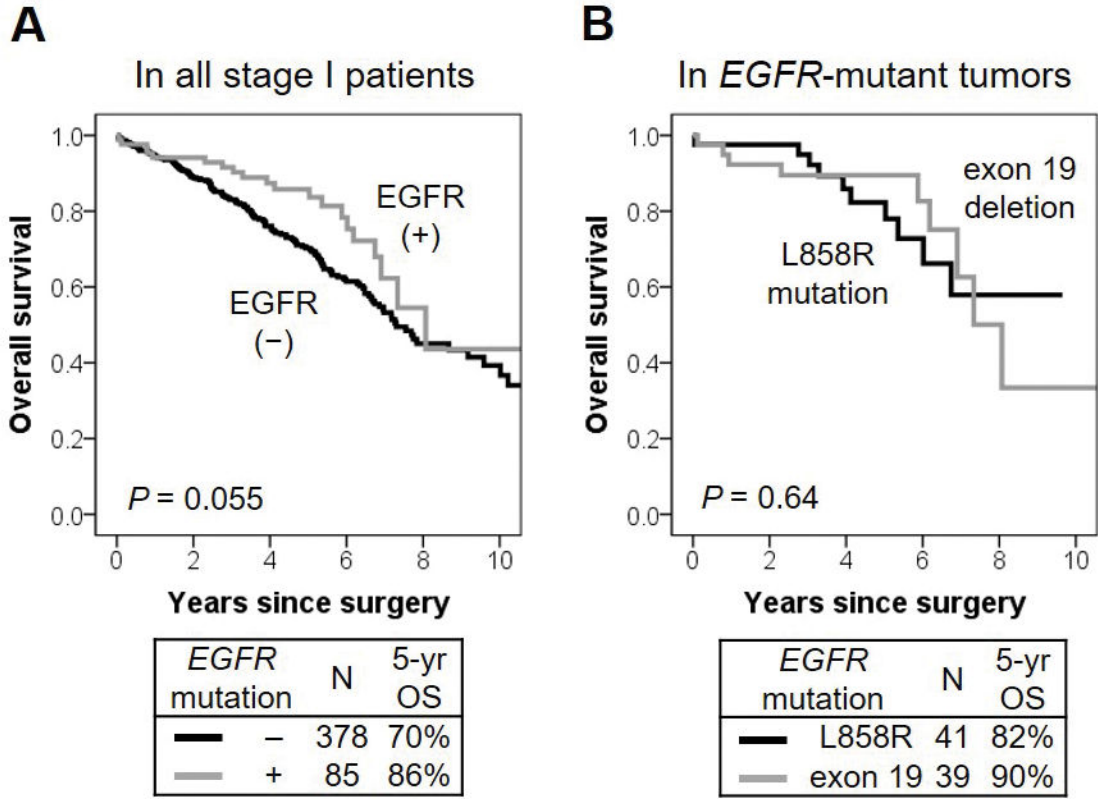 A
In all stage I patients
Overall survival
1.0
0.8
0.6
0.4
0.2
0.0
EGFR
(+)
EGFR
(−)
P = 0.055
0 2 4 6 8 10
Years since surgery
EGFR
mutation
N
5-yr
OS
− 378 70%
+ 85 86%
B
In EGFR-mutant tumors
Overall survival
1.0
0.8
0.6
0.4
0.2
0.0
exon 19
deletion
L858R
mutation
P = 0.64
0 2 4 6 8 10
Years since surgery
EGFR
mutation
N
5-yr
OS
L858R 41 82%
exon 19 39 90%